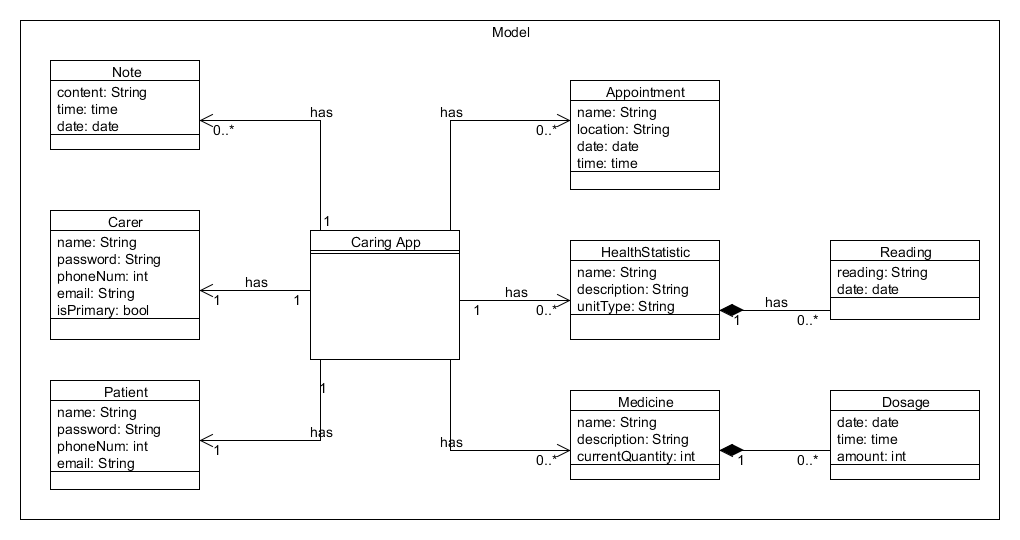 Model
Note
content: String
time: time
date: date
has
0..*
1
has
0..*
Appointment
name: String
location: String
date: date
time: time
Carer
name: String
password: String
phoneNum: int
email: String
isPrimary: bool
has
1
1
Caring App
has
1
0..*
HealthStatistic
name: String
description: String
unitType: String
has
1
0..*
Reading
reading: String
date: date
Patient
name: String
password: String
phoneNum: int
email: String
1
has
1
has
0..*
Medicine
name: String
description: String
currentQuantity: int
1
0..*
Dosage
date: date
time: time
amount: int